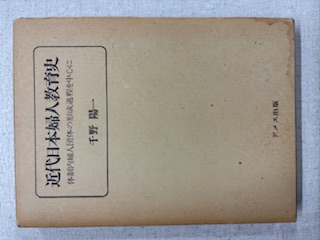 近代日本婦人教育史
体制内婦人団体の形成過程を中心に
千野 陽一
ドメス出版